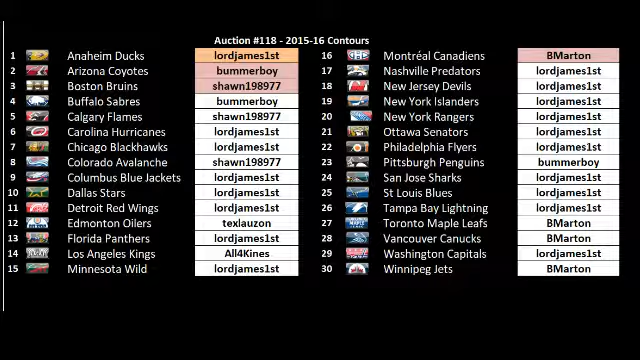 Auction #118 - 2015-16 Contours
1 Anaheim Ducks lordjames1st
2 Arizona Coyotes bummerboy
3 Boston Bruins shawn198977
4 Buffalo Sabres bummerboy
5 Calgary Flames shawn198977
6 Carolina Hurricanes lordjames1st
7 Chicago Blackhawks lordjames1st
8 Colorado Avalanche shawn198977
9 Columbus Blue Jackets lordjames1st
10 Dallas Stars lordjames1st
11 Detroit Red Wings lordjames1st
12 Edmonton Oilers texlauzon
13 Florida Panthers lordjames1st
14 Los Angeles Kings All4Kines
15 Minnesota Wild lordjames1st
16 Montréal Canadiens BMarton
17 Nashville Predators lordjames1st
18 New Jersey Devils lordjames1st
19 New York Islanders lordjames1st
20 New York Rangers lordjames1st
21 Ottawa Senators lordjames1st
22 Philadelphia Flyers lordjames1st
23 Pittsburgh Penguins bummerboy
24 San Jose Sharks lordjames1st
25 St Louis Blues lordjames1st
26 Tampa Bay Lightning lordjames1st
27 Toronto Maple Leafs BMarton
28 Vancouver Canucks BMarton
29 Washington Capitals lordjames1st
30 Winnipeg Jets BMarton